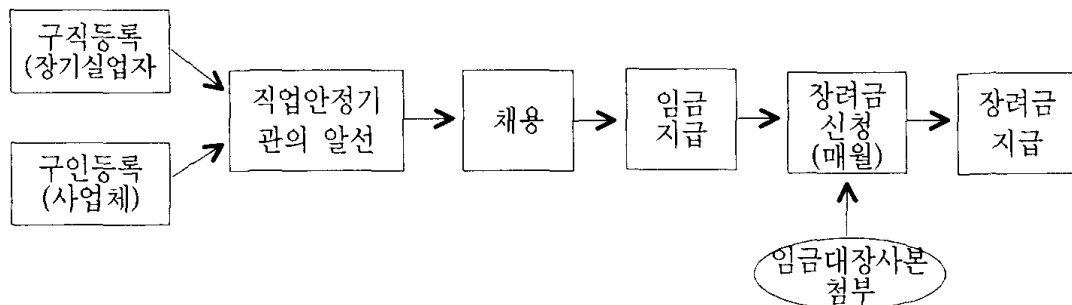 구직등록
(장기실업자
구인등록
(사업체)
직업안정기
관의 알선
채용
임금
지급
장려금
신청
(매월)
장려금
지급
임금대장사본
첨부